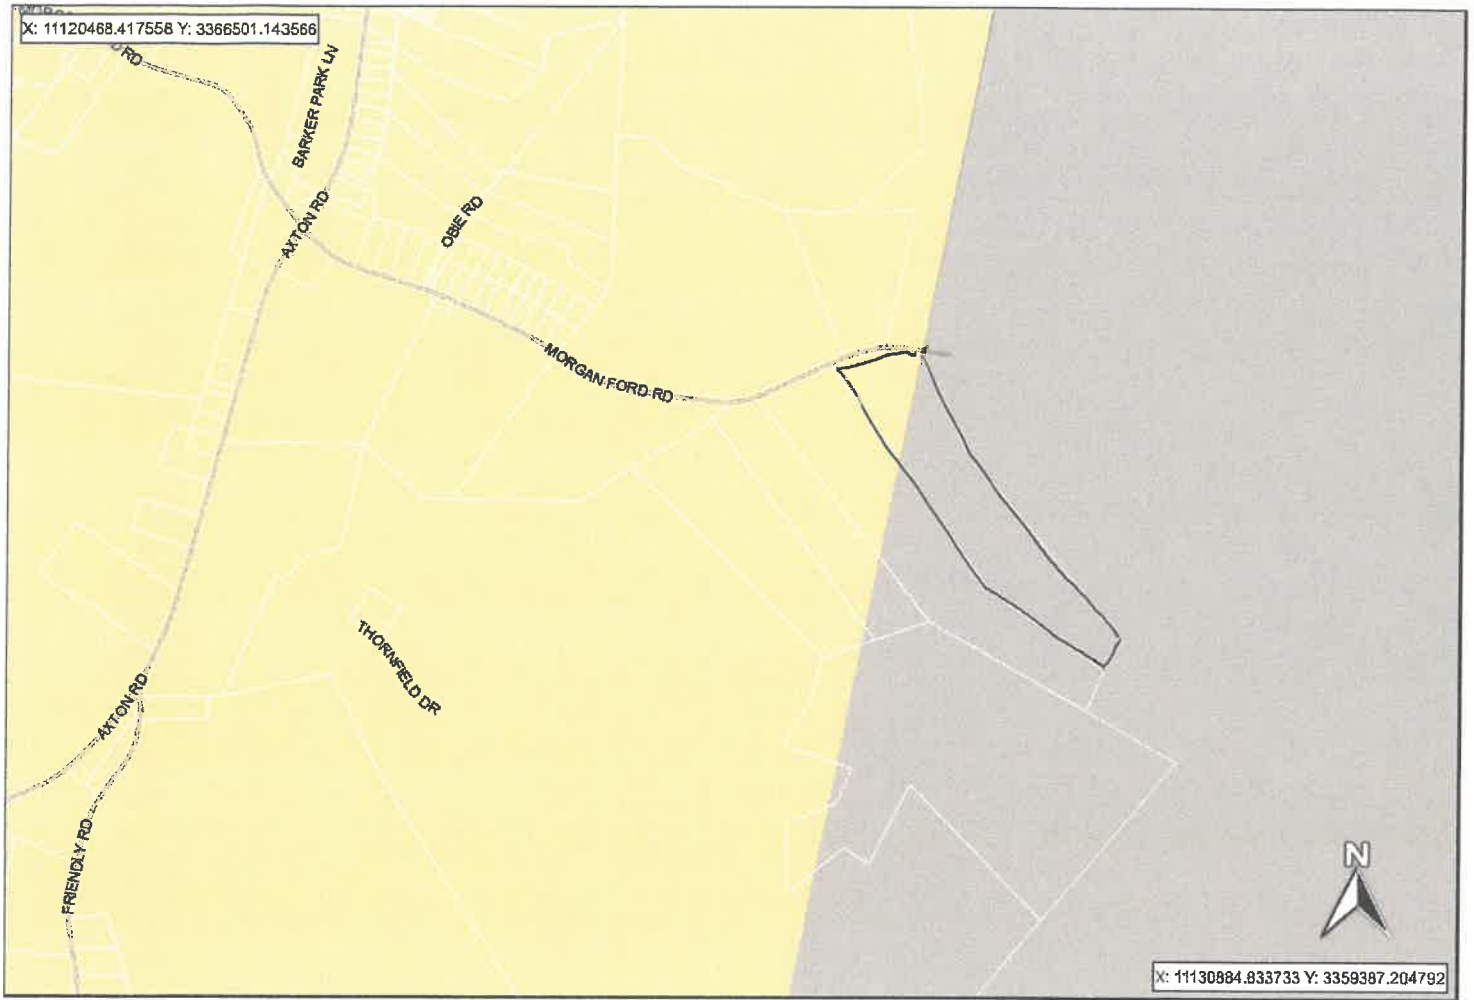 X: 11120468.417558 Y: 3366501.143566
RD
BARKER PARK LN
AXTON RD
OBIE RD
MORGAN FORD RD
THORNFIELD DR
AXTON RD
FRIENDLY RD
N
X: 11130884.833733 Y: 3359387.204792